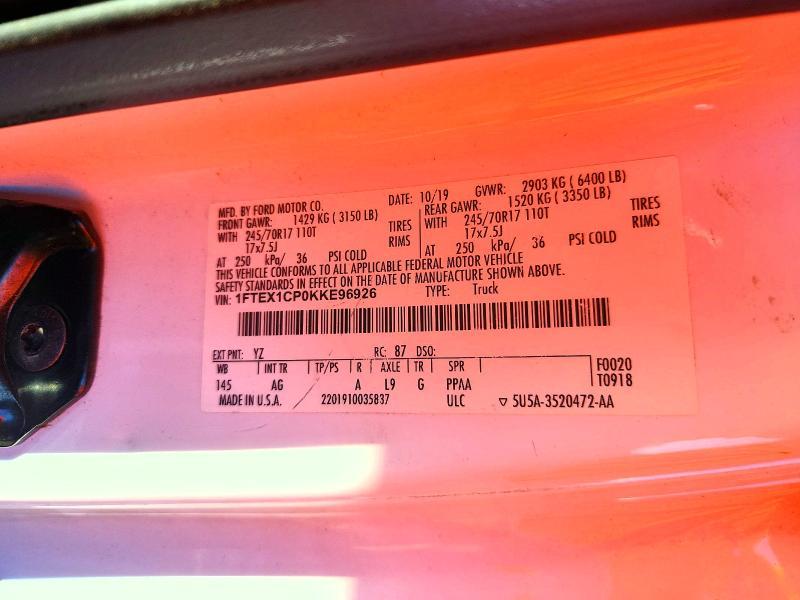 MFD. BY FORD MOTOR CO. DATE: 10/19 GVWR: 2903 KG ( 6400 LB)
FRONT GAWR: 1429 KG ( 3150 LB) REAR GAWR: 1520 KG ( 3350 LB)
WITH 245/70R17 110T TIRES WITH 245/70R17 110T TIRES
17x7.5J RIMS 17x7.5J RIMS
AT 250 kPa/ 36 PSI COLD AT 250 kPa/ 36 PSI COLD
THIS VEHICLE CONFORMS TO ALL APPLICABLE FEDERAL MOTOR VEHICLE
SAFETY STANDARDS IN EFFECT ON THE DATE OF MANUFACTURE SHOWN ABOVE.
VIN: 1FTEX1CP0KKE96926 TYPE: Truck
EXT PNT: YZ RC: 87 DSO:
WB INT TR TP/PS R AXLE TR SPR F0020
145 AG A L9 G PPAA T0918
MADE IN U.S.A. 2201910035837 ULC ▽ 5U5A-3520472-AA